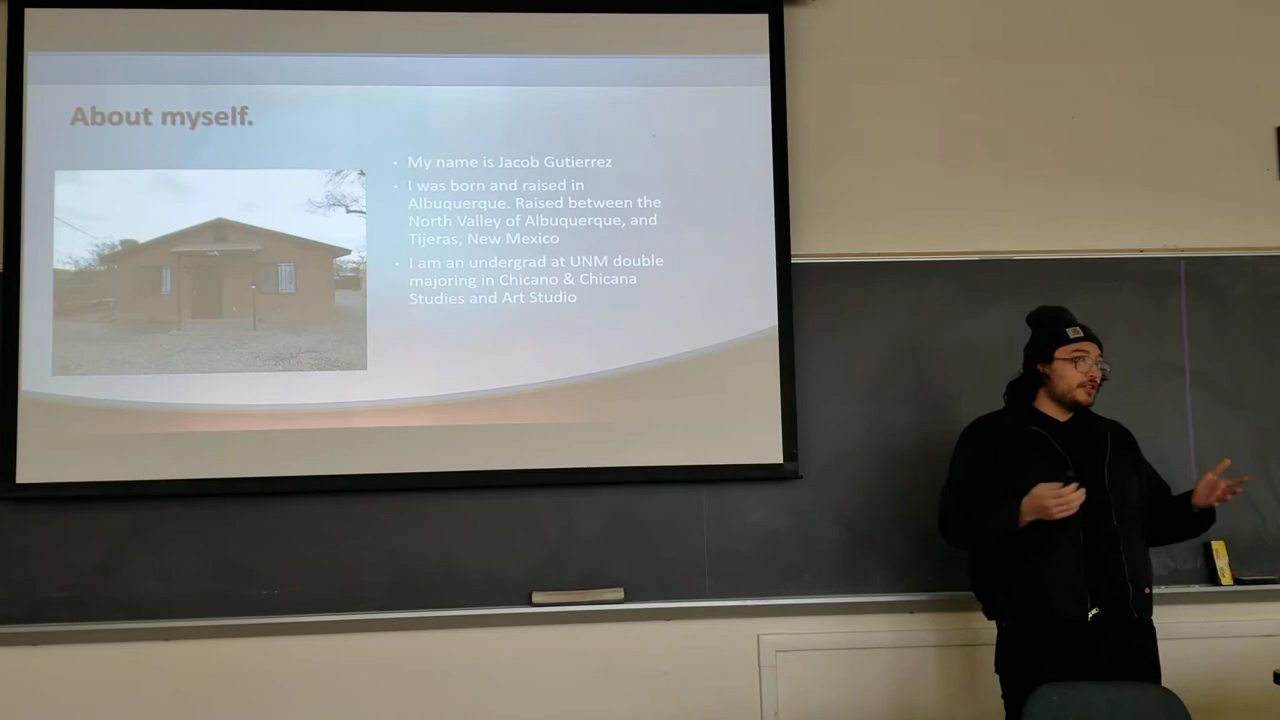 About myself.
• My name is Jacob Gutierrez
• I was born and raised in
Albuquerque. Raised between the
North Valley of Albuquerque, and
Tijeras, New Mexico
• I am an undergrad at UNM double
majoring in Chicano & Chicana
Studies and Art Studio